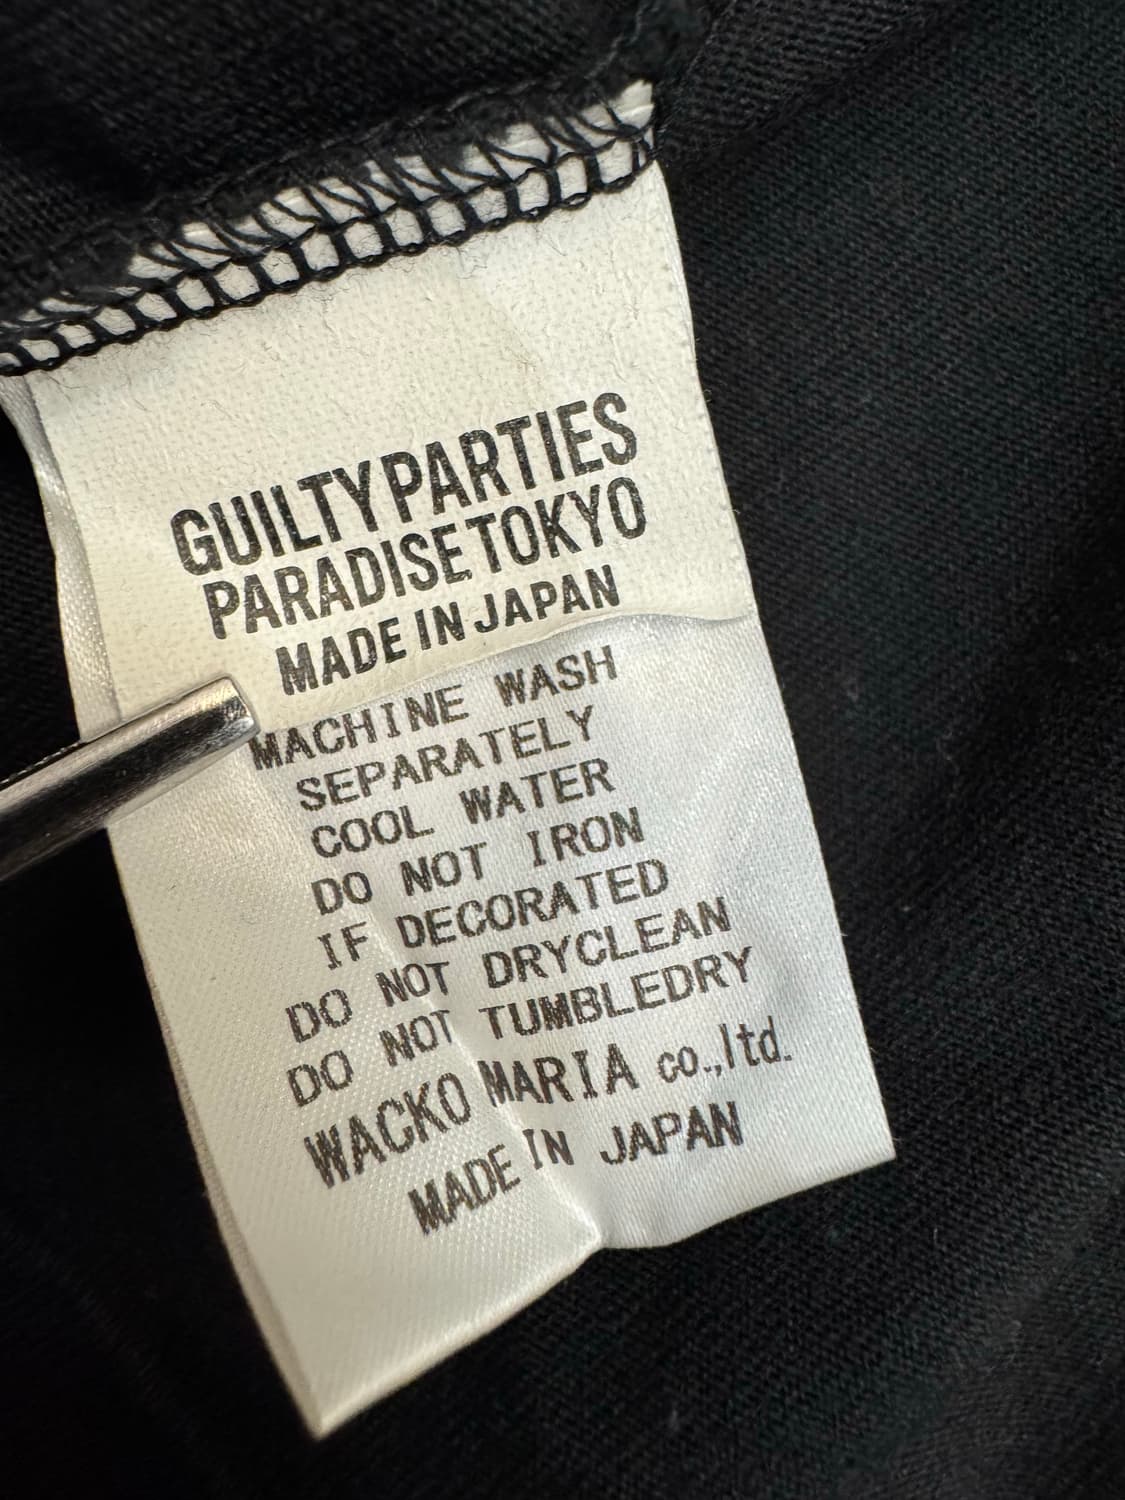 GUILTY PARTIES
PARADISE TOKYO
MADE IN JAPAN
MACHINE WASH
SEPARATELY
COOL WATER
DO NOT IRON
IF DECORATED
DO NOT DRYCLEAN
DO NOT TUMBLEDRY
WACKO MARIA co.,ltd.
MADE IN JAPAN